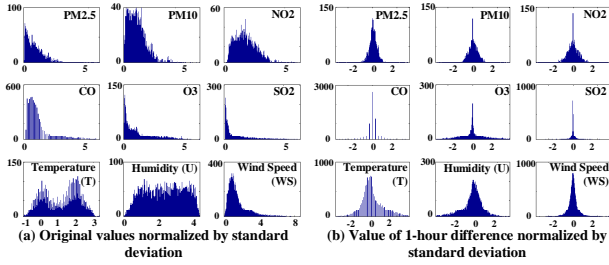 100 PM2.5 40 PM10 60 NO2 150 PM2.5 150 PM10 150 NO2
0 0 5 0 0 5 0 0 5 0 -2 0 2 0 -2 0 2 0 -2 0 2
600 CO 150 O3 300 SO2 1000 CO 300 O3 1000 SO2
0 0 5 0 0 5 0 0 5 0 -2 0 2 0 -2 0 2 0 -2 0 2
150 Temperature (T) 100 Humidity (U) 400 Wind Speed (WS) 1000 Temperature (T) 300 Humidity (U) 1000 Wind Speed (WS)
0 -1 0 1 2 3 0 0 2 4 0 0 4 8 0 -2 0 2 0 -2 0 2 0 -2 0 2
(a) Original values normalized by standard deviation
(b) Value of 1-hour difference normalized by standard deviation